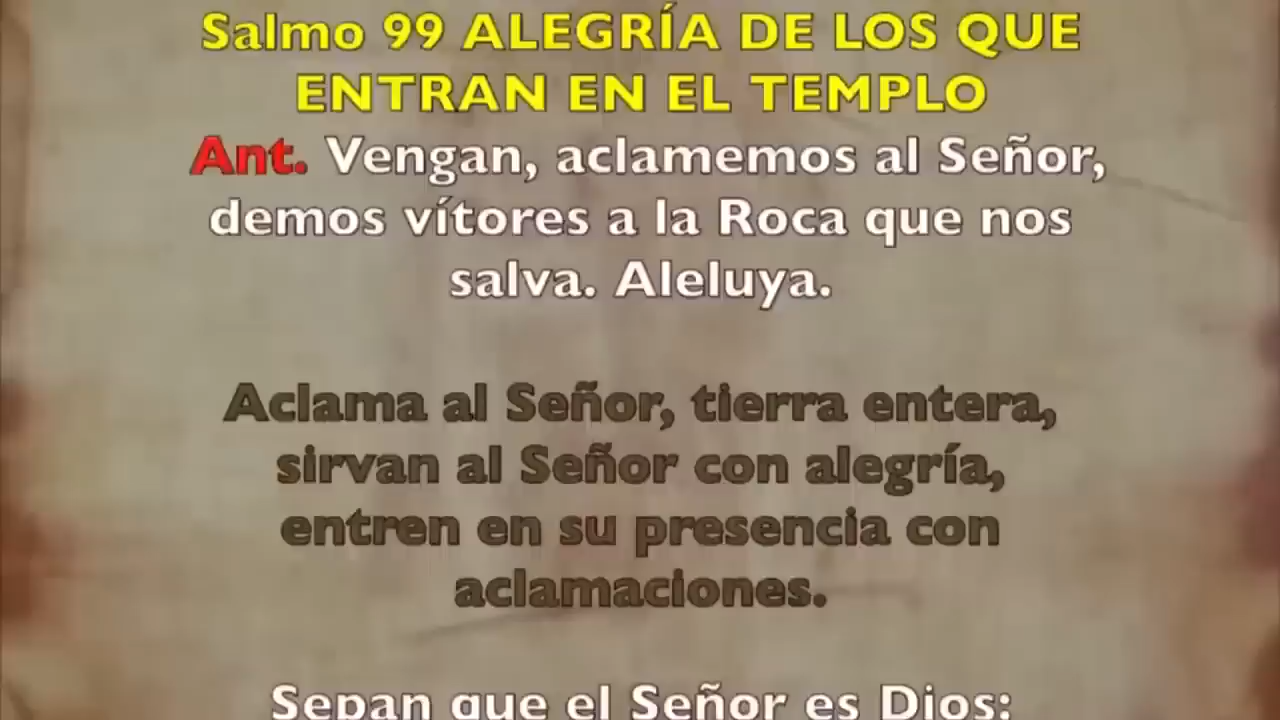 Salmo 99 ALEGRÍA DE LOS QUE
ENTRAN EN EL TEMPLO
Ant. Vengan, aclamemos al Señor,
demos vítores a la Roca que nos
salva. Aleluya.
Aclama al Señor, tierra entera,
sirvan al Señor con alegría,
entren en su presencia con
aclamaciones.
Sepan que el Señor es Dios: